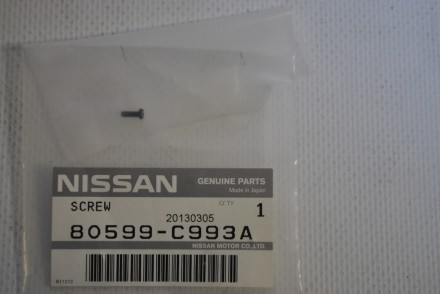 NISSAN GENUINE PARTS
Made in Japan
SCREW Q'TY 1
20130305
80599-C993A
NISSAN MOTOR CO.,LTD.